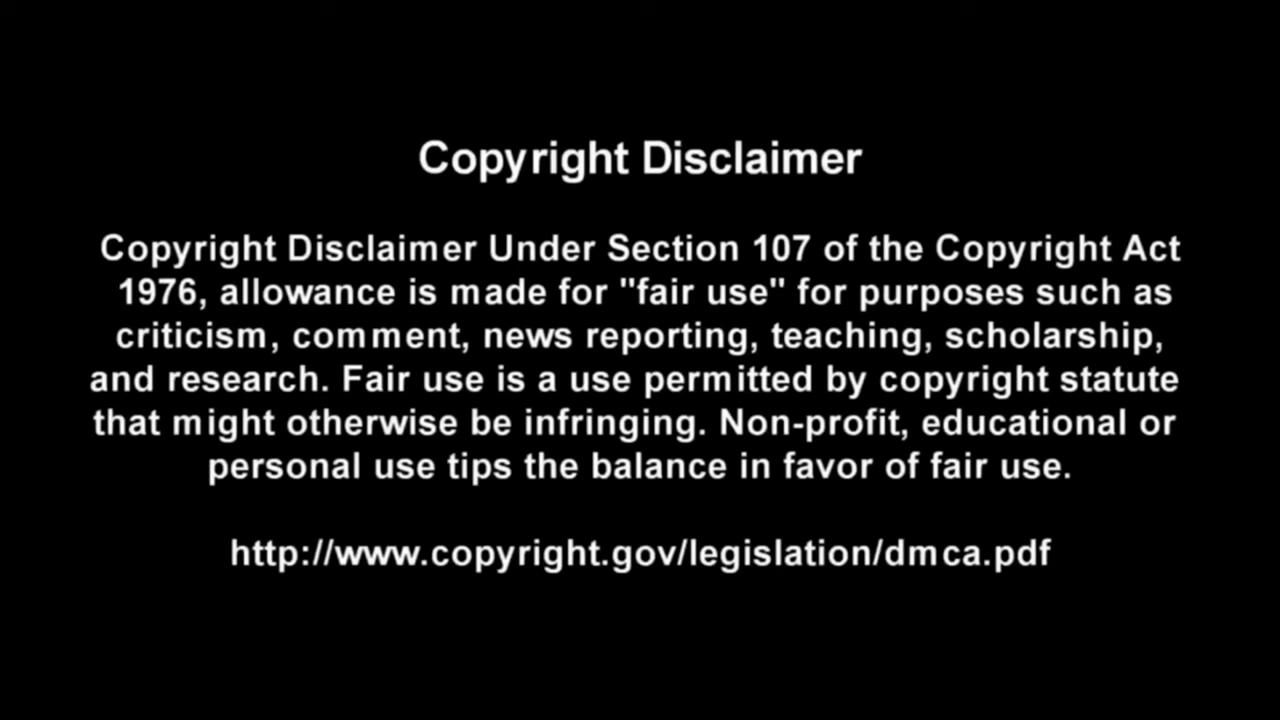 Copyright Disclaimer
Copyright Disclaimer Under Section 107 of the Copyright Act
1976, allowance is made for "fair use" for purposes such as
criticism, comment, news reporting, teaching, scholarship,
and research. Fair use is a use permitted by copyright statute
that might otherwise be infringing. Non-profit, educational or
personal use tips the balance in favor of fair use.
http://www.copyright.gov/legislation/dmca.pdf